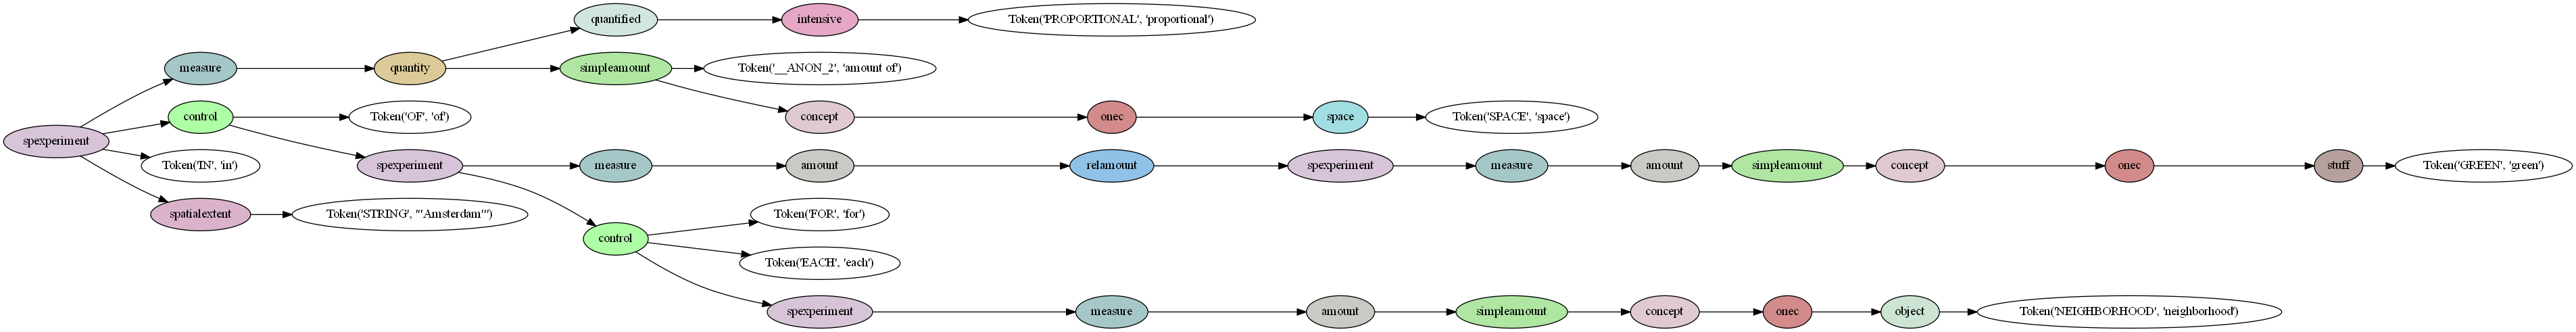 quantified intensive Token('PROPORTIONAL', 'proportional')
measure quantity simpleamount Token('__ANON_2', 'amount of')
control Token('OF', 'of') concept onec space Token('SPACE', 'space')
spexperiment
Token('IN', 'in') spexperiment measure amount relamount spexperiment measure amount simpleamount concept onec stuff Token('GREEN', 'green')
spatialextent Token('STRING', "'Amsterdam'") Token('FOR', 'for')
control
Token('EACH', 'each')
spexperiment measure amount simpleamount concept onec object Token('NEIGHBORHOOD', 'neighborhood')